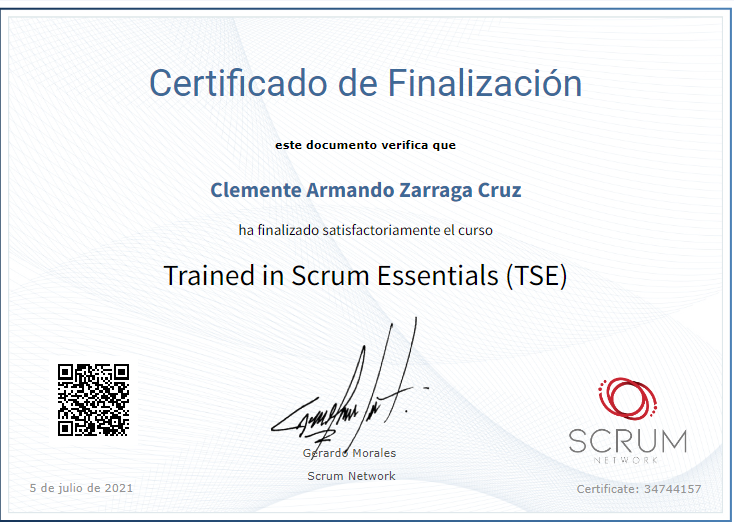 Certificado de Finalización
este documento verifica que
Clemente Armando Zarraga Cruz
ha finalizado satisfactoriamente el curso
Trained in Scrum Essentials (TSE)
Gerardo Morales
Scrum Network
5 de julio de 2021
SCRUM
NETWORK
Certificate: 34744157